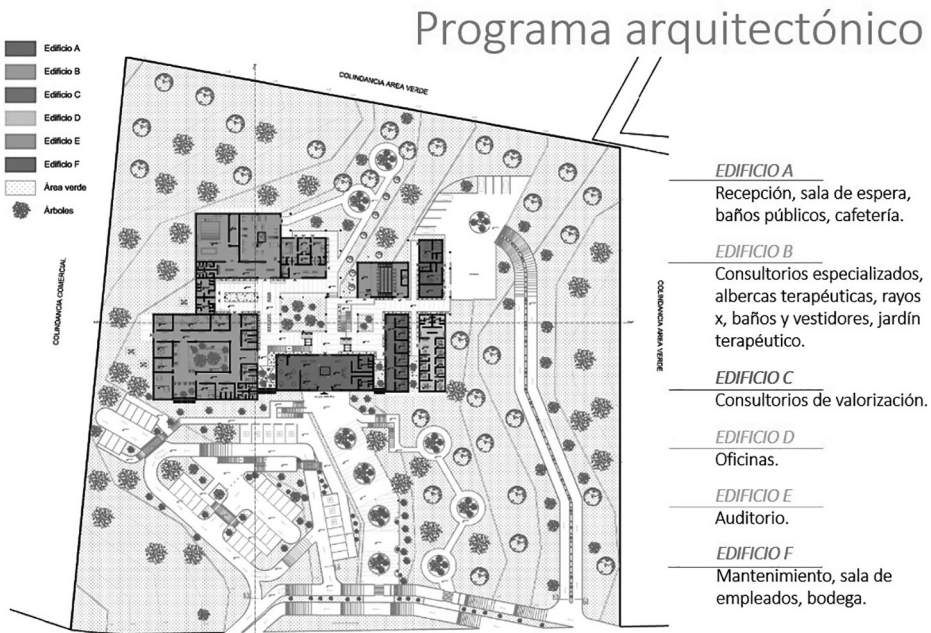 Programa arquitectónico
Edificio A
Edificio B
Edificio C
Edificio D
Edificio E
Edificio F
Área verde
Árboles
COLINDANCIA AREA VERDE
COLINDANCIA COMERCIAL
COLINDANCIA AREA VERDE
EDIFICIO A
Recepción, sala de espera,
baños públicos, cafetería.
EDIFICIO B
Consultorios especializados,
albercas terapéuticas, rayos
x, baños y vestidores, jardín
terapéutico.
EDIFICIO C
Consultorios de valorización.
EDIFICIO D
Oficinas.
EDIFICIO E
Auditorio.
EDIFICIO F
Mantenimiento, sala de
empleados, bodega.